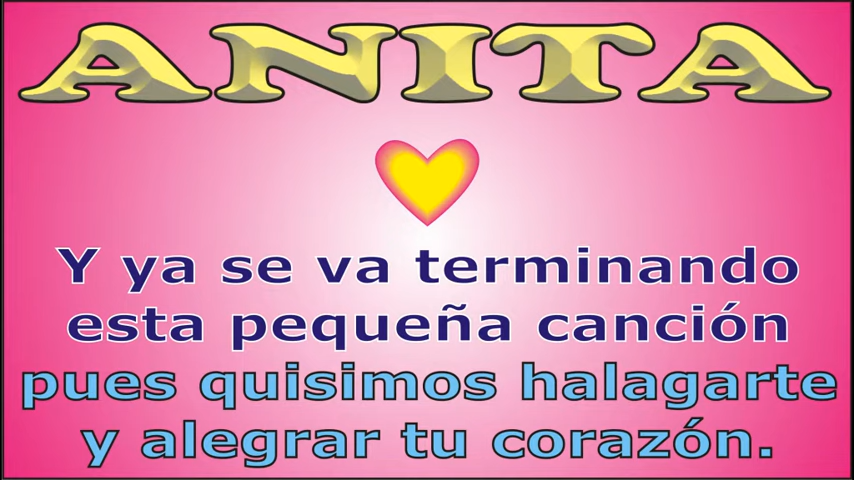 ANITA
Y ya se va terminando
esta pequeña canción
pues quisimos halagarte
y alegrar tu corazón.